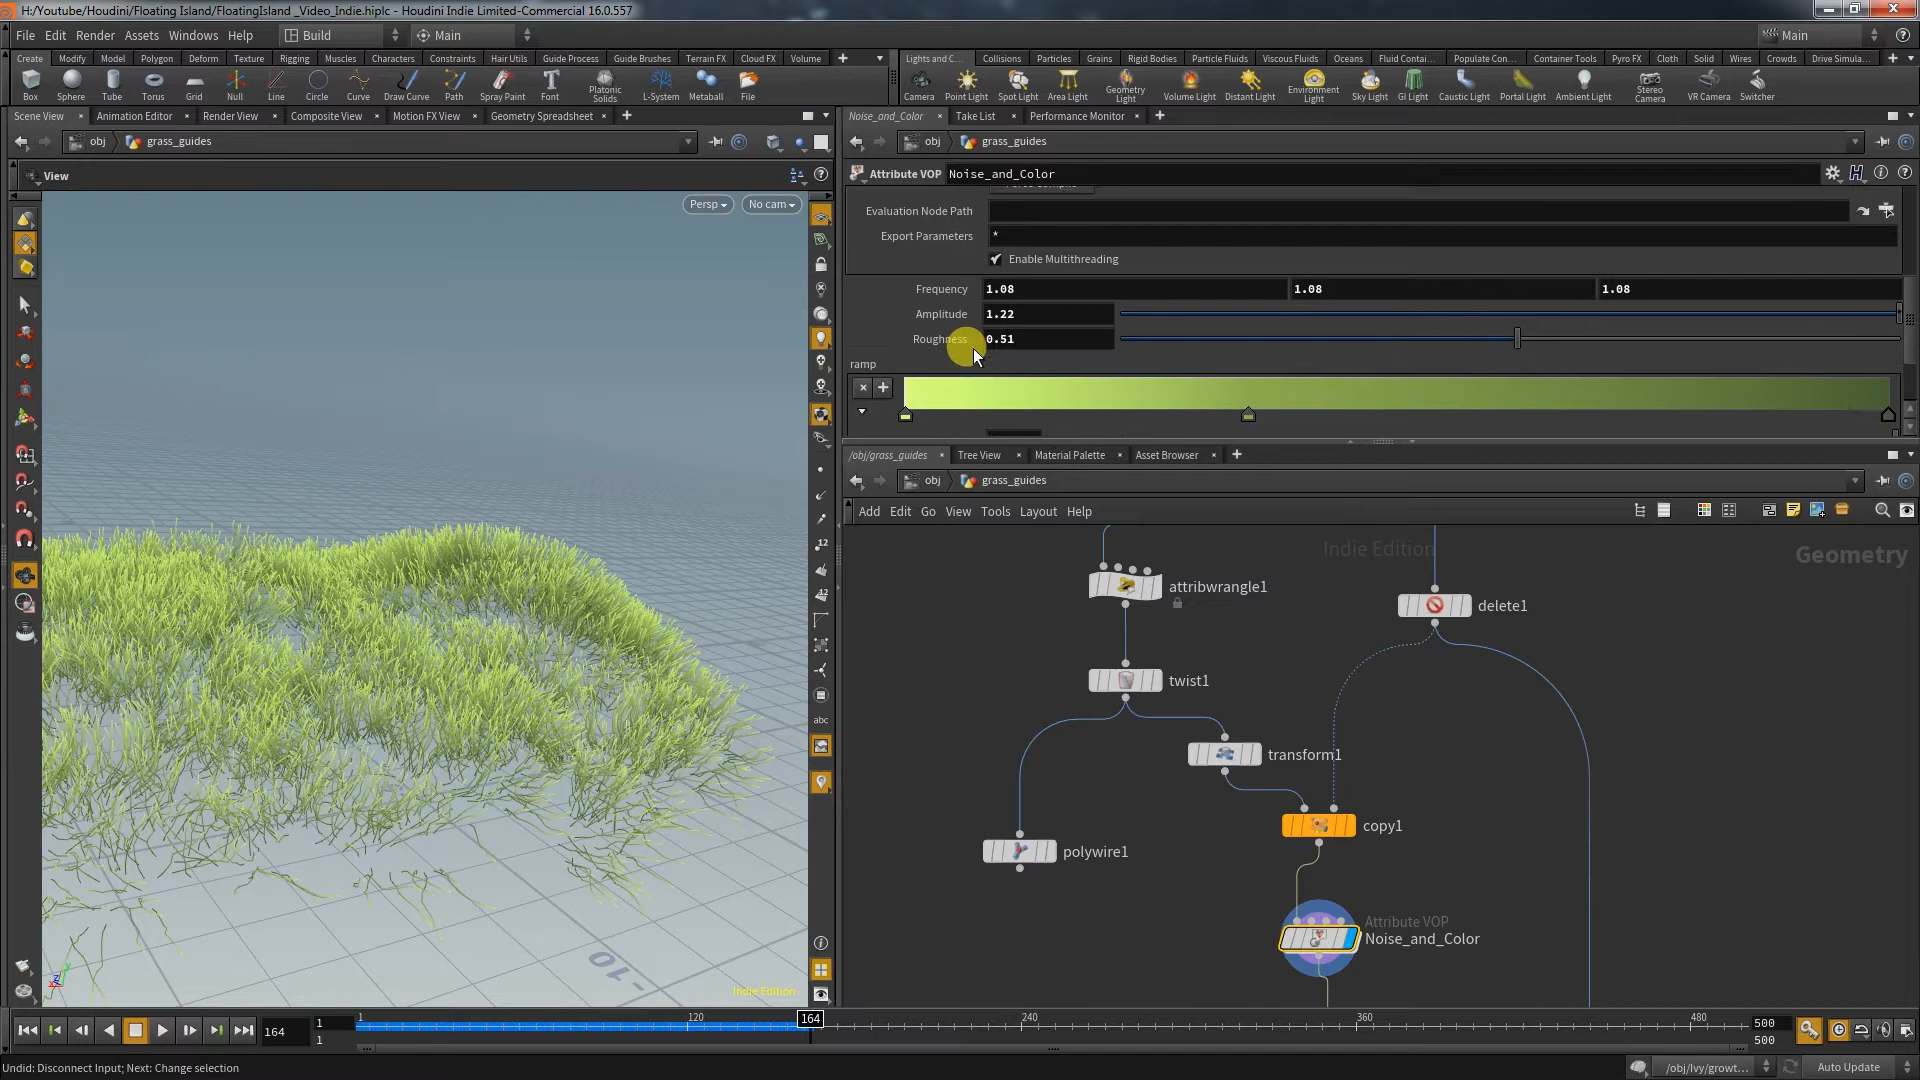 H:/Youtube/Houdini/Floating Island/FloatingIsland _Video_Indie.hiplc - Houdini Indie Limited-Commercial 16.0.557
File Edit Render Assets Windows Help Build Main Main
Create Modify Model Polygon Deform Texture Rigging Muscles Characters Constraints Hair Utils Guide Process Guide Brushes Terrain FX Cloud FX Volume
Lights and C... Collisions Particles Grains Rigid Bodies Particle Fluids Viscous Fluids Oceans Fluid Contai... Populate Con... Container Tools Pyro FX Cloth Solid Wires Crowds Drive Simula...
Box Sphere Tube Torus Grid Null Line Circle Curve Draw Curve Path Spray Paint Font Platonic Solids L-System Metaball File
Camera Point Light Spot Light Area Light Geometry Light Volume Light Distant Light Environment Light Sky Light GI Light Caustic Light Portal Light Ambient Light Stereo Camera VR Camera Switcher
Scene View Animation Editor Render View Composite View Motion FX View Geometry Spreadsheet
Noise_and_Color Take List Performance Monitor
obj grass_guides
obj grass_guides
View
Attribute VOP Noise_and_Color
Persp No cam
Evaluation Node Path
Export Parameters *
Enable Multithreading
Frequency 1.08 1.08 1.08
Amplitude 1.22
Roughness 0.51
ramp
/obj/grass_guides Tree View Material Palette Asset Browser
obj grass_guides
Add Edit Go View Tools Layout Help
Indie Edition
Geometry
attribwrangle1
delete1
twist1
transform1
copy1
polywire1
Attribute VOP
Noise_and_Color
12
12
abc
-10
Indie Edition
164 1 1
1 120 164 240 360 480
500
500
Undid: Disconnect Input; Next: Change selection
/obj/Ivy/growt... Auto Update